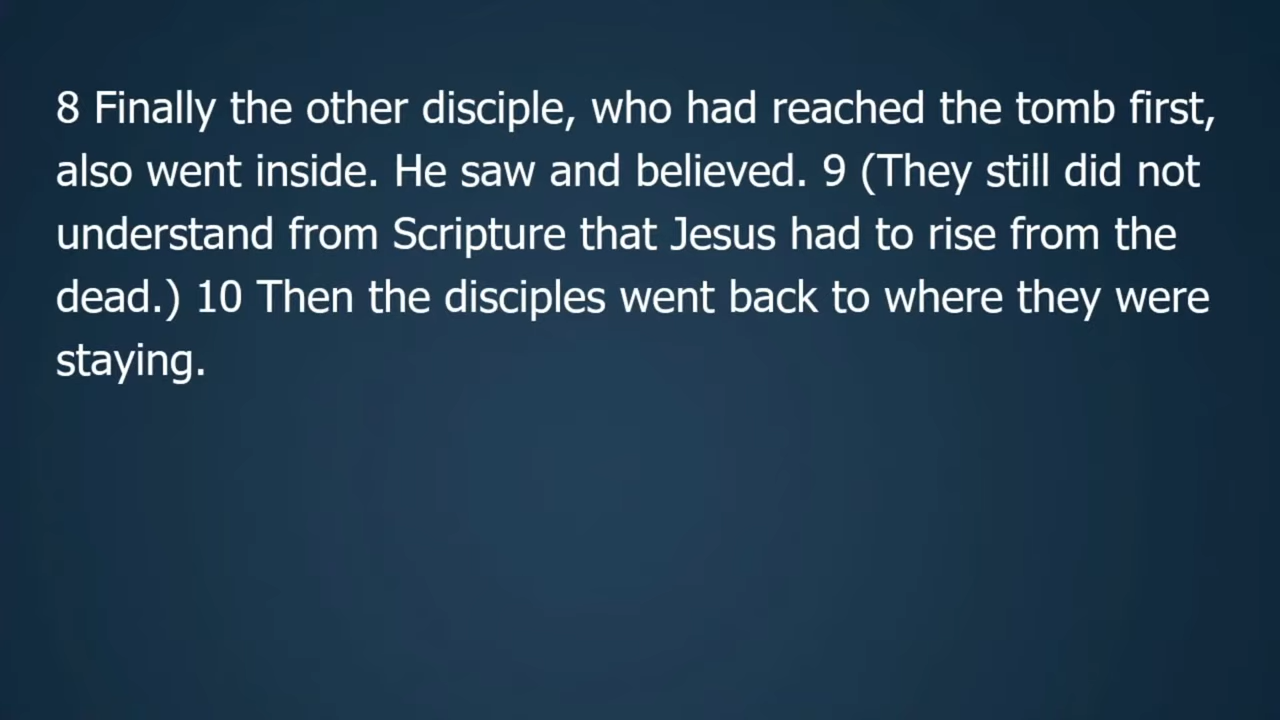 8 Finally the other disciple, who had reached the tomb first,
also went inside. He saw and believed. 9 (They still did not
understand from Scripture that Jesus had to rise from the
dead.) 10 Then the disciples went back to where they were
staying.